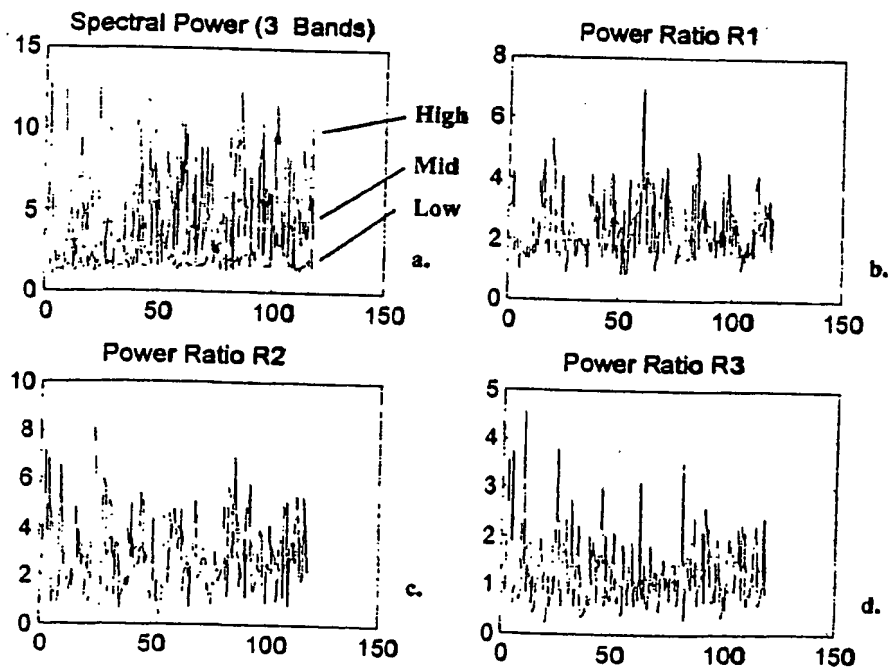 Spectral Power (3 Bands)
15
10
5
0
0 50 100 150
High
Mid
Low
a.
Power Ratio R1
8
6
4
2
0
0 50 100 150
b.
Power Ratio R2
10
8
6
4
2
0
0 50 100 150
c.
Power Ratio R3
5
4
3
2
1
0
0 50 100 150
d.